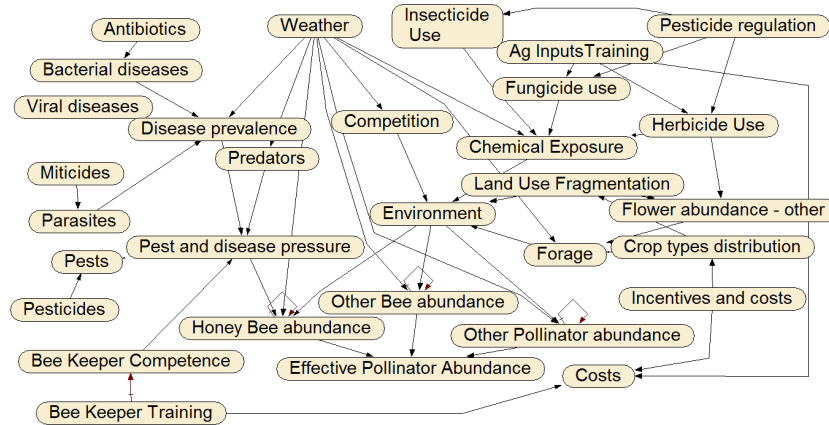 Antibiotics
Weather
Insecticide
Use
Pesticide regulation
Ag InputsTraining
Bacterial diseases
Fungicide use
Viral diseases
Disease prevalence
Competition
Herbicide Use
Predators
Chemical Exposure
Miticides
Land Use Fragmentation
Parasites
Environment
Flower abundance - other
Pests
Pest and disease pressure
Forage
Crop types distribution
Pesticides
Other Bee abundance
Incentives and costs
Honey Bee abundance
Other Pollinator abundance
Bee Keeper Competence
Effective Pollinator Abundance
Costs
Bee Keeper Training